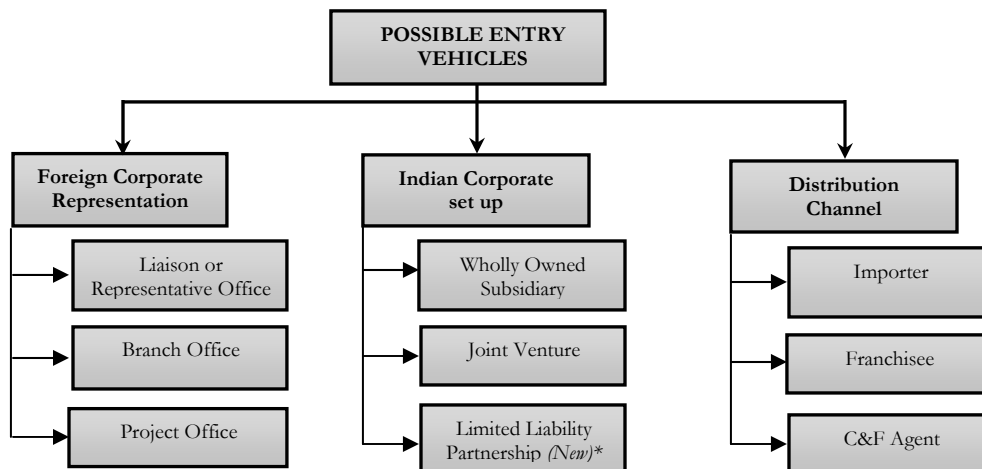 POSSIBLE ENTRY
VEHICLES
Foreign Corporate
Representation
Liaison or
Representative Office
Branch Office
Project Office
Indian Corporate
set up
Wholly Owned
Subsidiary
Joint Venture
Limited Liability
Partnership (New)*
Distribution
Channel
Importer
Franchisee
C&F Agent